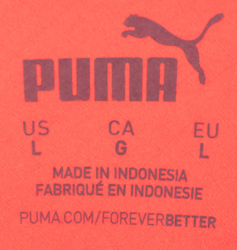 PUMA
US CA EU
L G L
MADE IN INDONESIA
FABRIQUÉ EN INDONESIE
PUMA.COM/FOREVERBETTER